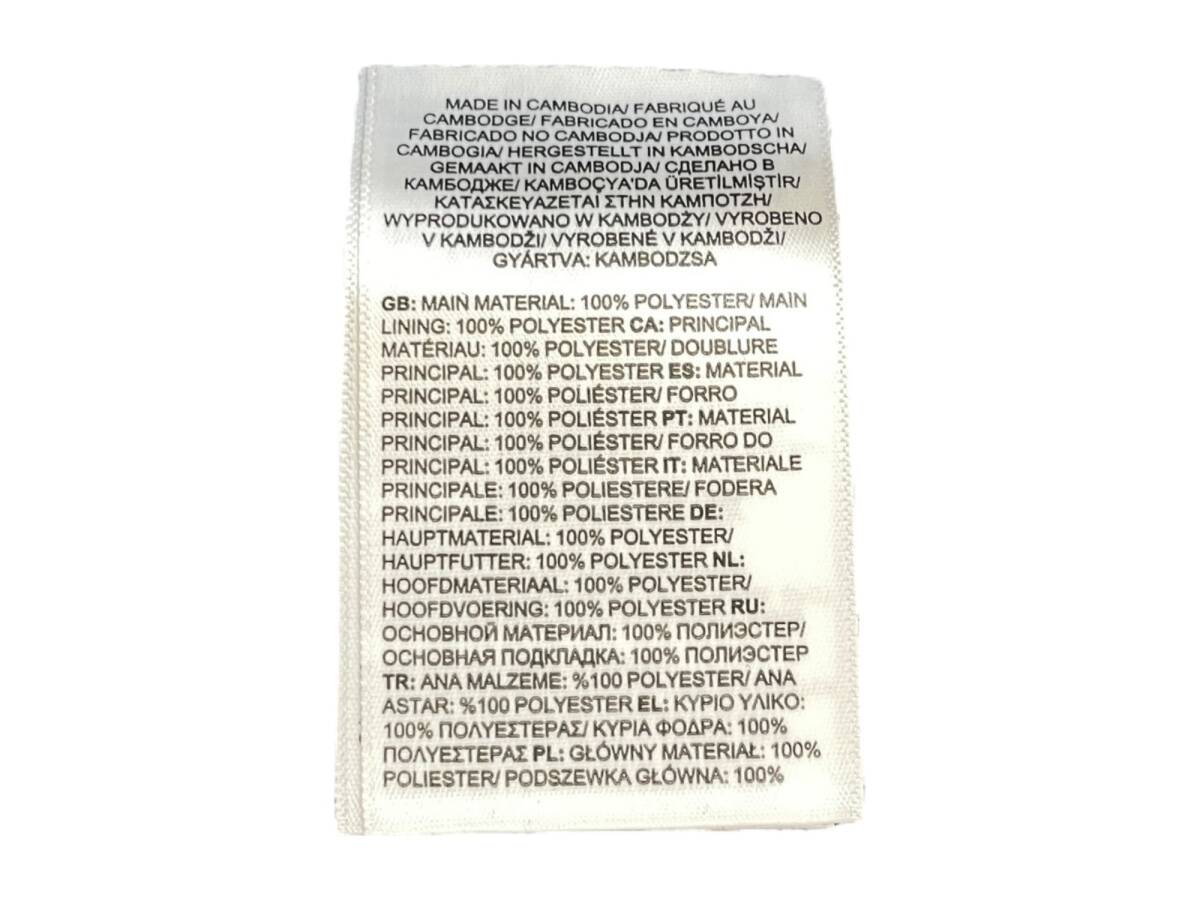 MADE IN CAMBODIA/ FABRIQUÉ AU
CAMBODGE/ FABRICADO EN CAMBOYA/
FABRICADO NO CAMBODJA/ PRODOTTO IN
CAMBOGIA/ HERGESTELLT IN KAMBODSCHA/
GEMAAKT IN CAMBODJA/ СДЕЛАНО В
КАМБОДЖЕ/ KAMBOÇYA'DA ÜRETİLMİŞTİR/
ΚΑΤΑΣΚΕΥΑΖΕΤΑΙ ΣΤΗΝ ΚΑΜΠΟΤΖΗ/
WYPRODUKOWANO W KAMBODŻY/ VYROBENO
V KAMBODŽI/ VYROBENÉ V KAMBODŽI/
GYÁRTVA: KAMBODZSA
GB: MAIN MATERIAL: 100% POLYESTER/ MAIN
LINING: 100% POLYESTER CA: PRINCIPAL
MATÉRIAU: 100% POLYESTER/ DOUBLURE
PRINCIPAL: 100% POLYESTER ES: MATERIAL
PRINCIPAL: 100% POLIÉSTER/ FORRO
PRINCIPAL: 100% POLIÉSTER PT: MATERIAL
PRINCIPAL: 100% POLIÉSTER/ FORRO DO
PRINCIPAL: 100% POLIÉSTER IT: MATERIALE
PRINCIPALE: 100% POLIESTERE/ FODERA
PRINCIPALE: 100% POLIESTERE DE:
HAUPTMATERIAL: 100% POLYESTER/
HAUPTFUTTER: 100% POLYESTER NL:
HOOFDMATERIAAL: 100% POLYESTER/
HOOFDVOERING: 100% POLYESTER RU:
ОСНОВНОЙ МАТЕРИАЛ: 100% ПОЛИЭСТЕР/
ОСНОВНАЯ ПОДКЛАДКА: 100% ПОЛИЭСТЕР
TR: ANA MALZEME: %100 POLYESTER/ ANA
ASTAR: %100 POLYESTER EL: ΚΥΡΙΟ ΥΛΙΚΟ:
100% ΠΟΛΥΕΣΤΕΡΑΣ/ ΚΥΡΙΑ ΦΟΔΡΑ: 100%
ΠΟΛΥΕΣΤΕΡΑΣ PL: GŁÓWNY MATERIAŁ: 100%
POLIESTER/ PODSZEWKA GŁÓWNA: 100%